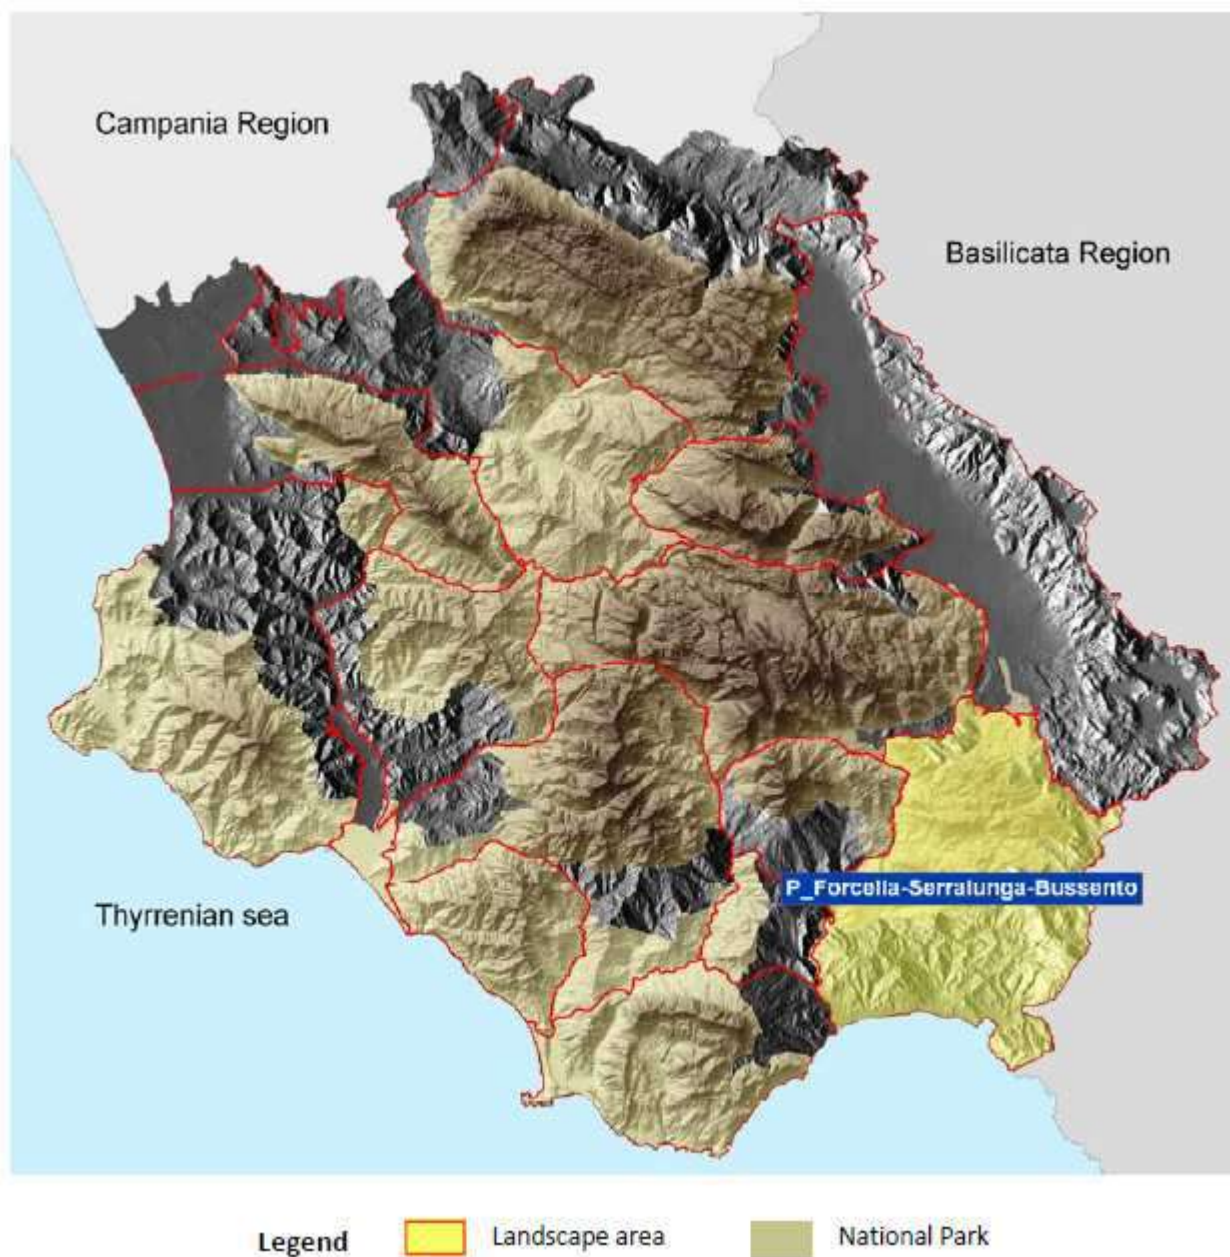 Campania Region
Basilicata Region
P_Forcella-Serralunga-Bussento
Thyrrenian sea
Legend
Landscape area
National Park